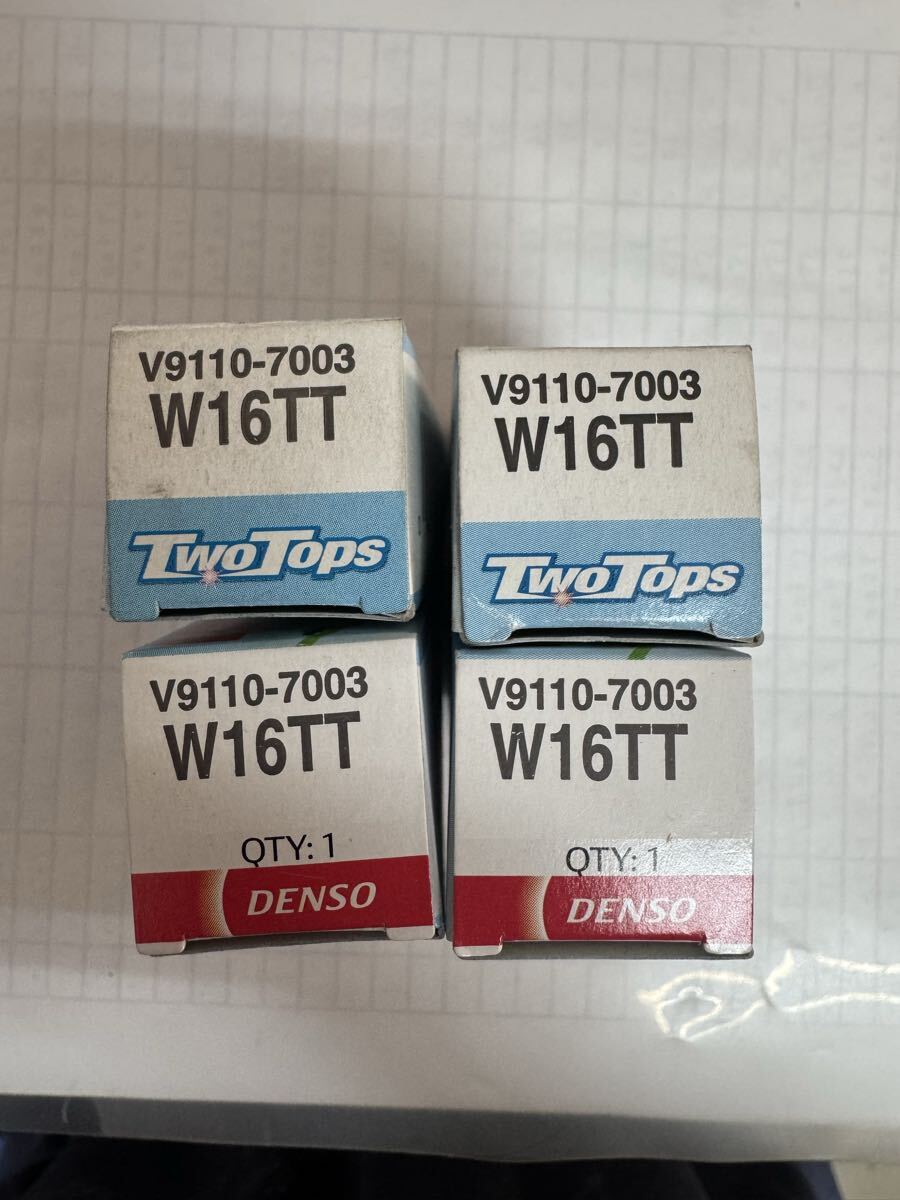 V9110-7003
W16TT
TwoTops
V9110-7003
W16TT
TwoTops
V9110-7003
W16TT
QTY: 1
DENSO
V9110-7003
W16TT
QTY: 1
DENSO